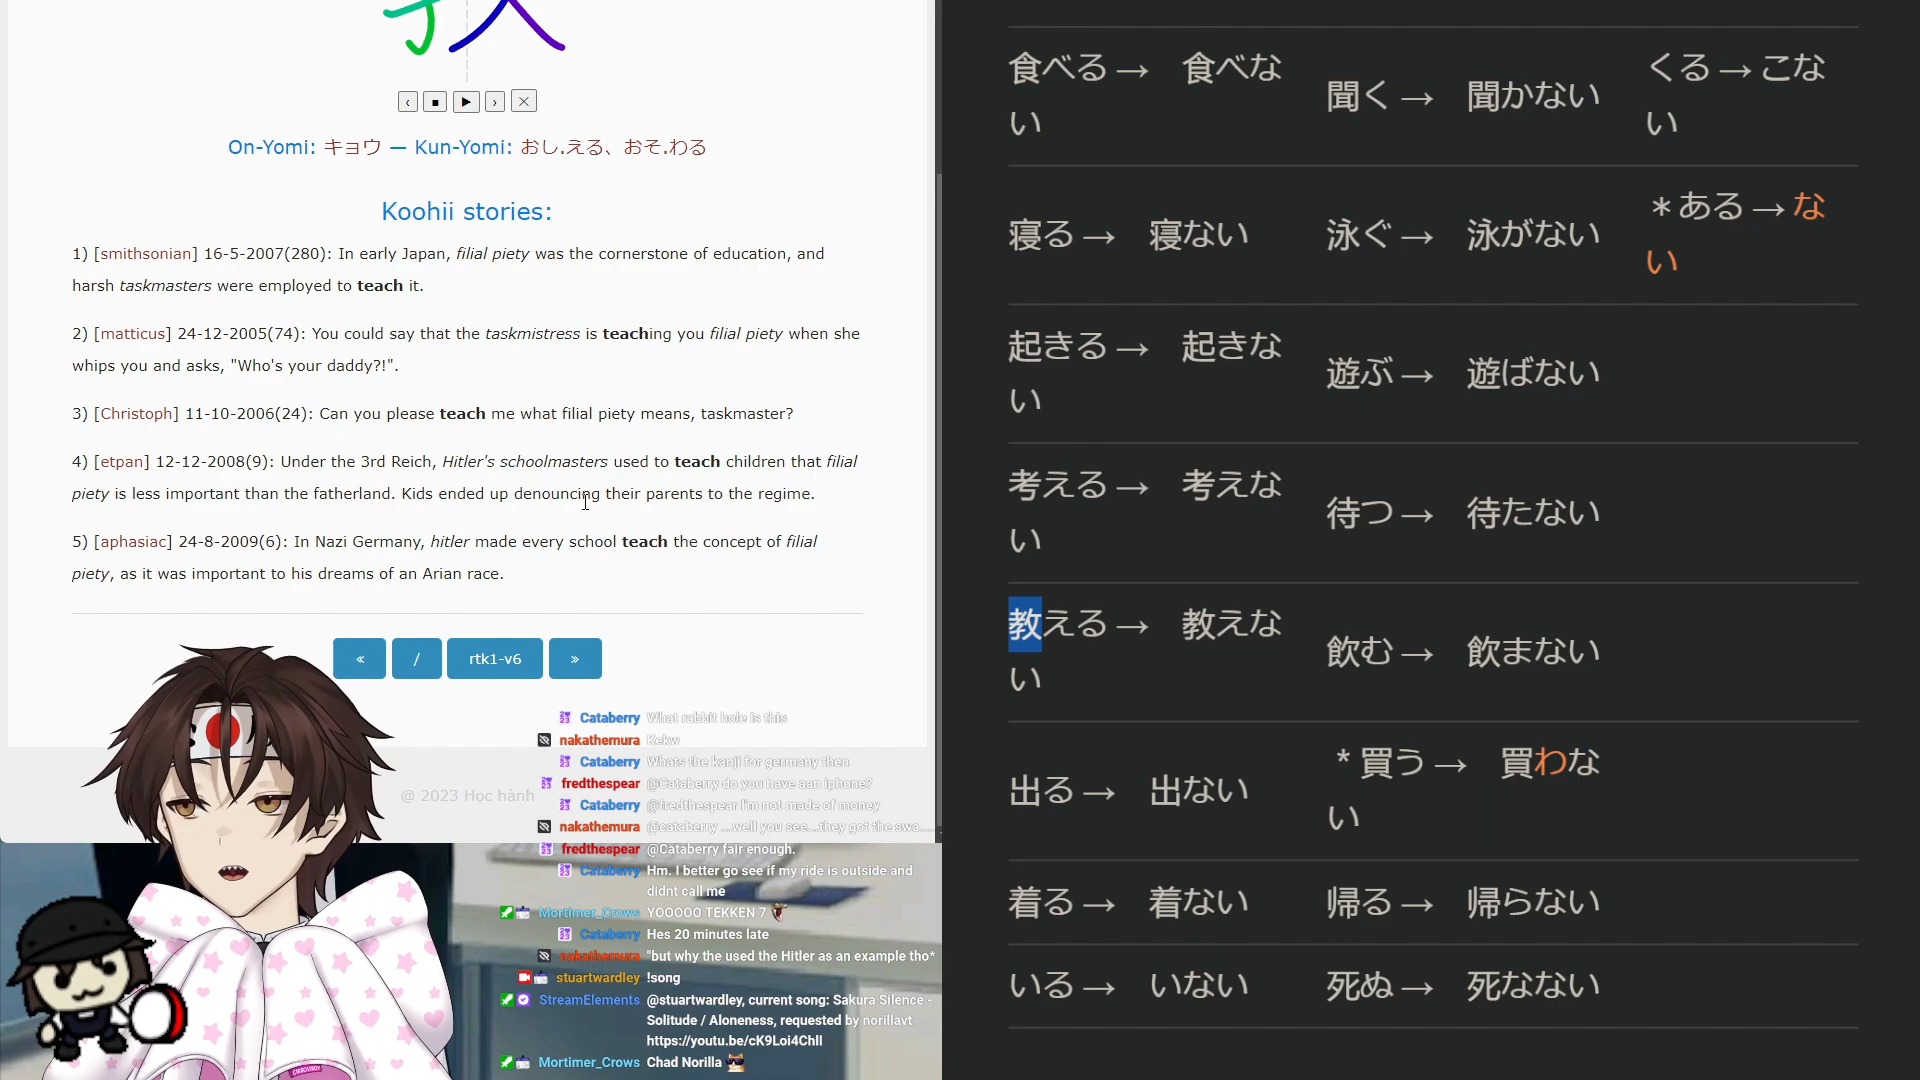 On-Yomi: キョウ — Kun-Yomi: おし.える、おそ.わる
Koohii stories:
1) [smithsonian] 16-5-2007(280): In early Japan, filial piety was the cornerstone of education, and
harsh taskmasters were employed to teach it.
2) [matticus] 24-12-2005(74): You could say that the taskmistress is teaching you filial piety when she
whips you and asks, "Who's your daddy?!".
3) [Christoph] 11-10-2006(24): Can you please teach me what filial piety means, taskmaster?
4) [etpan] 12-12-2008(9): Under the 3rd Reich, Hitler's schoolmasters used to teach children that filial
piety is less important than the fatherland. Kids ended up denouncing their parents to the regime.
5) [aphasiac] 24-8-2009(6): In Nazi Germany, hitler made every school teach the concept of filial
piety, as it was important to his dreams of an Arian race.
« / rtk1-v6 »
@ 2023 Học hành
Cataberry What rabbit hole is this
nakathemura Kekw
Cataberry Whats the kanji for germany then
fredthespear @Cataberry do you have aan iphone?
Cataberry @fredthespear I'm not made of money
nakathemura @cataberry ...well you see...they got the swa....
fredthespear @Cataberry fair enough.
Cataberry Hm. I better go see if my ride is outside and
didnt call me
Mortimer_Crows YOOOOO TEKKEN 7
Cataberry Hes 20 minutes late
nakathemura "but why the used the Hitler as an example tho*
stuartwardley !song
StreamElements @stuartwardley, current song: Sakura Silence -
Solitude / Aloneness, requested by norillavt
https://youtu.be/cK9Loi4ChlI
Mortimer_Crows Chad Norilla
食べる → 食べな
い
聞く → 聞かない
くる → こな
い
寝る → 寝ない
泳ぐ → 泳がない
＊ある → な
い
起きる → 起きな
い
遊ぶ → 遊ばない
考える → 考えな
い
待つ → 待たない
教える → 教えな
い
飲む → 飲まない
出る → 出ない
＊買う → 買わな
い
着る → 着ない
帰る → 帰らない
いる → いない
死ぬ → 死なない